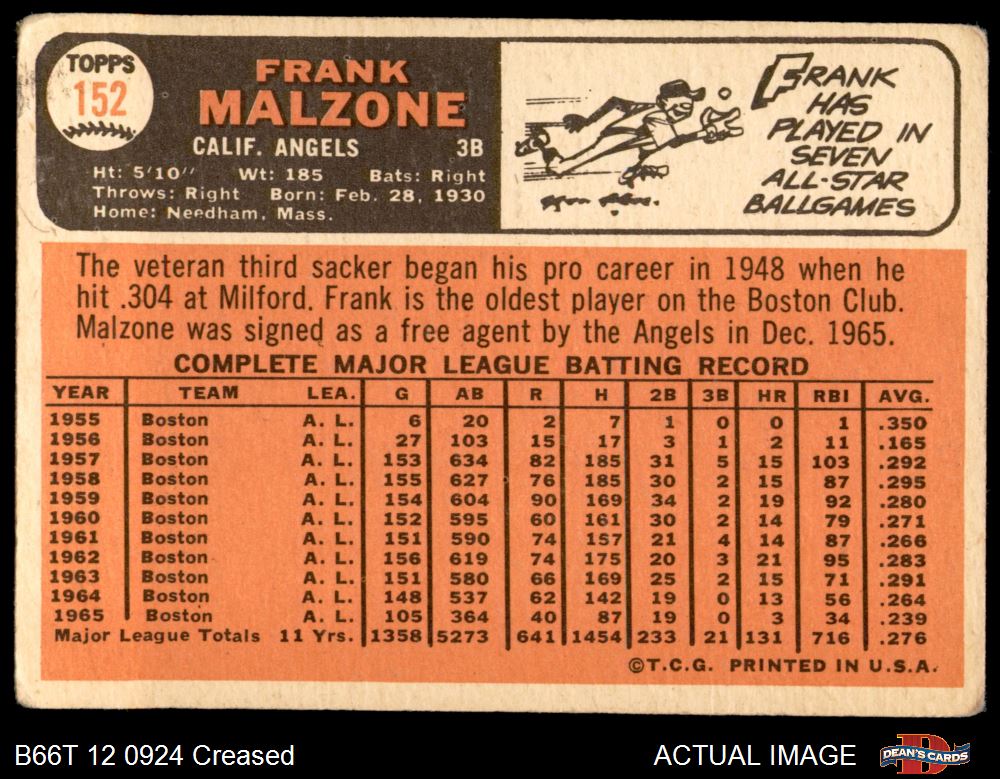 TOPPS
152
FRANK
MALZONE
CALIF. ANGELS 3B
Ht: 5'10" Wt: 185 Bats: Right
Throws: Right Born: Feb. 28, 1930
Home: Needham, Mass.
FRANK
HAS
PLAYED IN
SEVEN
ALL-STAR
BALLGAMES
The veteran third sacker began his pro career in 1948 when he
hit .304 at Milford. Frank is the oldest player on the Boston Club.
Malzone was signed as a free agent by the Angels in Dec. 1965.
COMPLETE MAJOR LEAGUE BATTING RECORD
YEAR TEAM LEA. G AB R H 2B 3B HR RBI AVG.
1955 Boston A. L. 6 20 2 7 1 0 0 1 .350
1956 Boston A. L. 27 103 15 17 3 1 2 11 .165
1957 Boston A. L. 153 634 82 185 31 5 15 103 .292
1958 Boston A. L. 155 627 76 185 30 2 15 87 .295
1959 Boston A. L. 154 604 90 169 34 2 19 92 .280
1960 Boston A. L. 152 595 60 161 30 2 14 79 .271
1961 Boston A. L. 151 590 74 157 21 4 14 87 .266
1962 Boston A. L. 156 619 74 175 20 3 21 95 .283
1963 Boston A. L. 151 580 66 169 25 2 15 71 .291
1964 Boston A. L. 148 537 62 142 19 0 13 56 .264
1965 Boston A. L. 105 364 40 87 19 0 3 34 .239
Major League Totals 11 Yrs. 1358 5273 641 1454 233 21 131 716 .276
©T.C.G. PRINTED IN U.S.A.
B66T 12 0924 Creased
ACTUAL IMAGE
DEAN'S CARDS